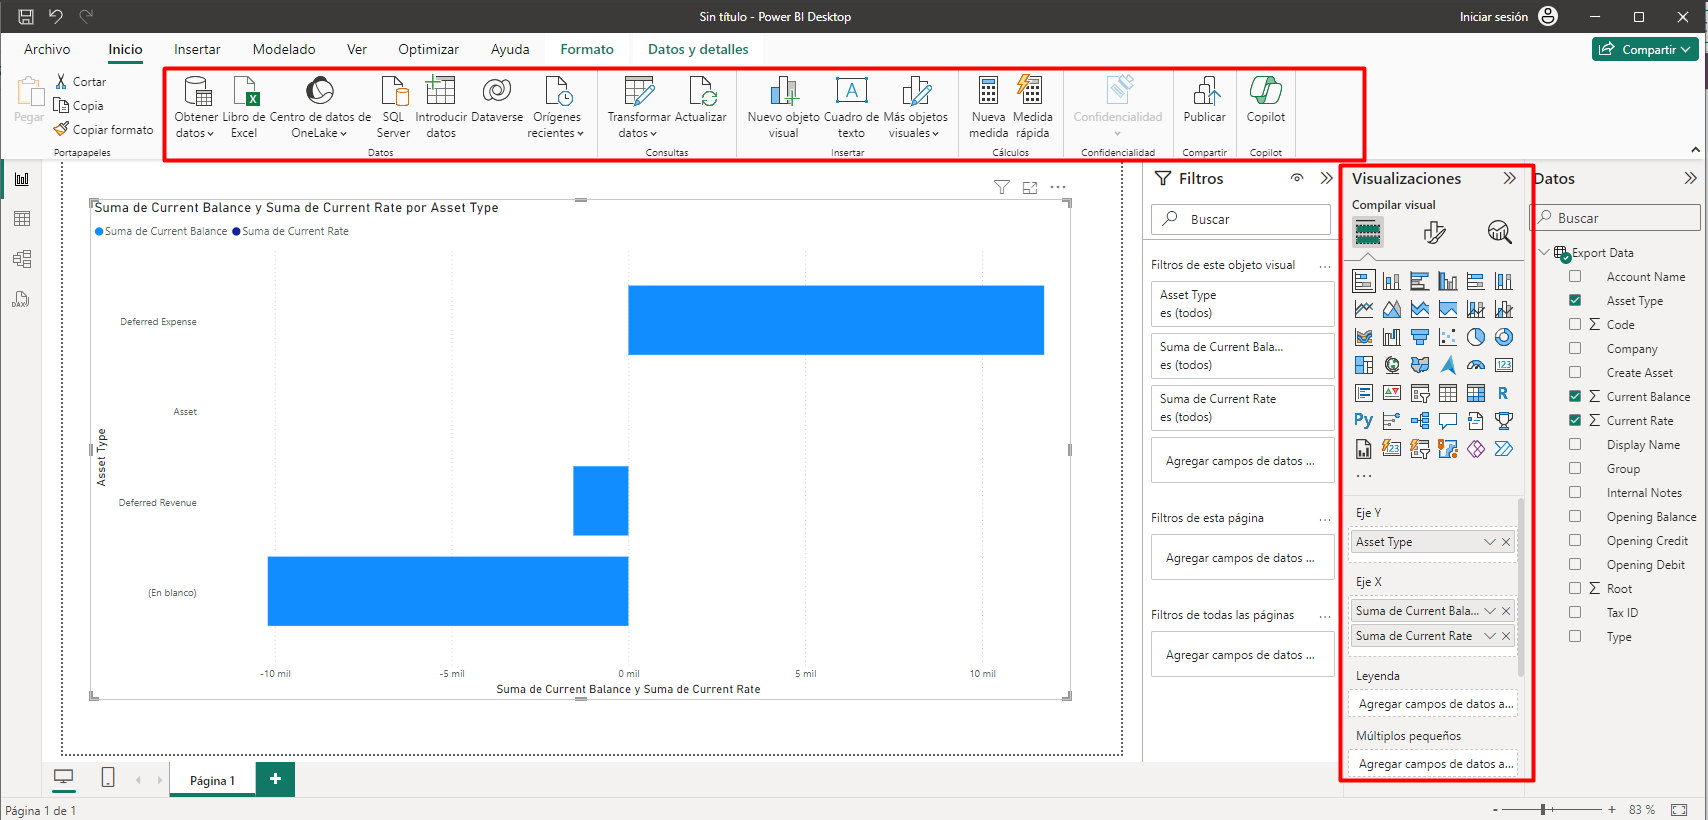 Sin título - Power BI Desktop
Iniciar sesión
Archivo
Inicio
Insertar
Modelado
Ver
Optimizar
Ayuda
Formato
Datos y detalles
Compartir
Pegar
Cortar
Copia
Copiar formato
Portapapeles
Obtener
datos
Libro de
Excel
Centro de datos de
OneLake
SQL
Server
Introducir
datos
Dataverse
Orígenes
recientes
Datos
Transformar
datos
Actualizar
Consultas
Nuevo objeto
visual
Cuadro de
texto
Más objetos
visuales
Insertar
Nueva
medida
Medida
rápida
Cálculos
Confidencialidad
Confidencialidad
Publicar
Compartir
Copilot
Copilot
DAX
Suma de Current Balance y Suma de Current Rate por Asset Type
Suma de Current Balance
Suma de Current Rate
Asset Type
Deferred Expense
Asset
Deferred Revenue
(En blanco)
-10 mil
-5 mil
0 mil
5 mil
10 mil
Suma de Current Balance y Suma de Current Rate
Filtros
Buscar
Filtros de este objeto visual
Asset Type
es (todos)
Suma de Current Bala...
es (todos)
Suma de Current Rate
es (todos)
Agregar campos de datos ...
Filtros de esta página
Agregar campos de datos ...
Filtros de todas las páginas
Agregar campos de datos ...
Visualizaciones
Compilar visual
123
R
Py
123
Eje Y
Asset Type
Eje X
Suma de Current Bala...
Suma de Current Rate
Leyenda
Agregar campos de datos a...
Múltiplos pequeños
Agregar campos de datos a...
Datos
Buscar
Export Data
Account Name
Asset Type
Code
Company
Create Asset
Current Balance
Current Rate
Display Name
Group
Internal Notes
Opening Balance
Opening Credit
Opening Debit
Root
Tax ID
Type
Página 1
Página 1 de 1
83 %